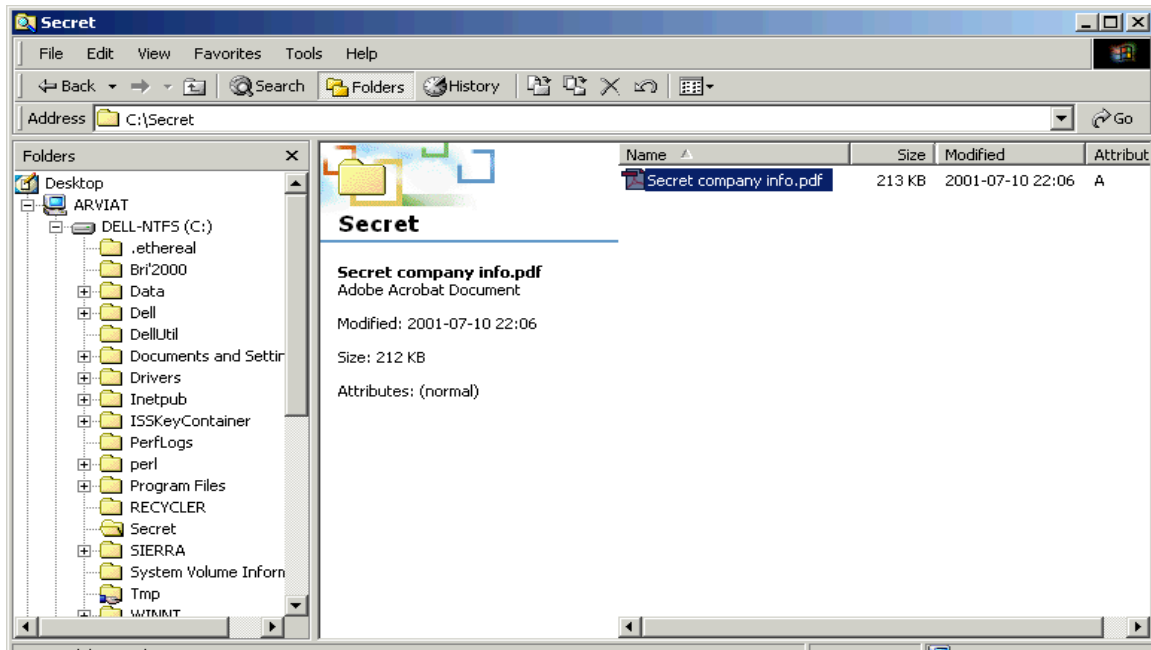 Secret
File Edit View Favorites Tools Help
Back Search Folders History
Address C:\Secret Go
Folders
Desktop
ARVIAT
DELL-NTFS (C:)
.ethereal
Bri'2000
Data
Dell
DellUtil
Documents and Settin
Drivers
Inetpub
ISSKeyContainer
PerfLogs
perl
Program Files
RECYCLER
Secret
SIERRA
System Volume Inforn
Tmp
WINNT
Secret
Secret company info.pdf
Adobe Acrobat Document
Modified: 2001-07-10 22:06
Size: 212 KB
Attributes: (normal)
Name Size Modified Attribut
Secret company info.pdf 213 KB 2001-07-10 22:06 A